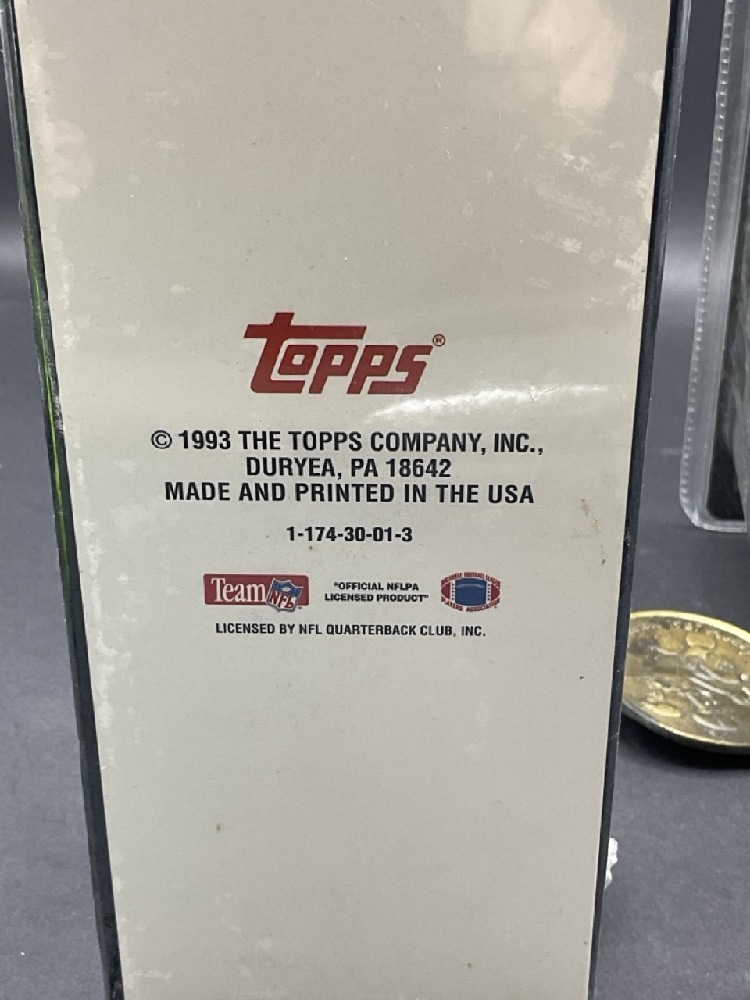 TOPPS®
© 1993 THE TOPPS COMPANY, INC.,
DURYEA, PA 18642
MADE AND PRINTED IN THE USA
1-174-30-01-3
Team NFL
"OFFICIAL NFLPA
LICENSED PRODUCT"
LICENSED BY NFL QUARTERBACK CLUB, INC.